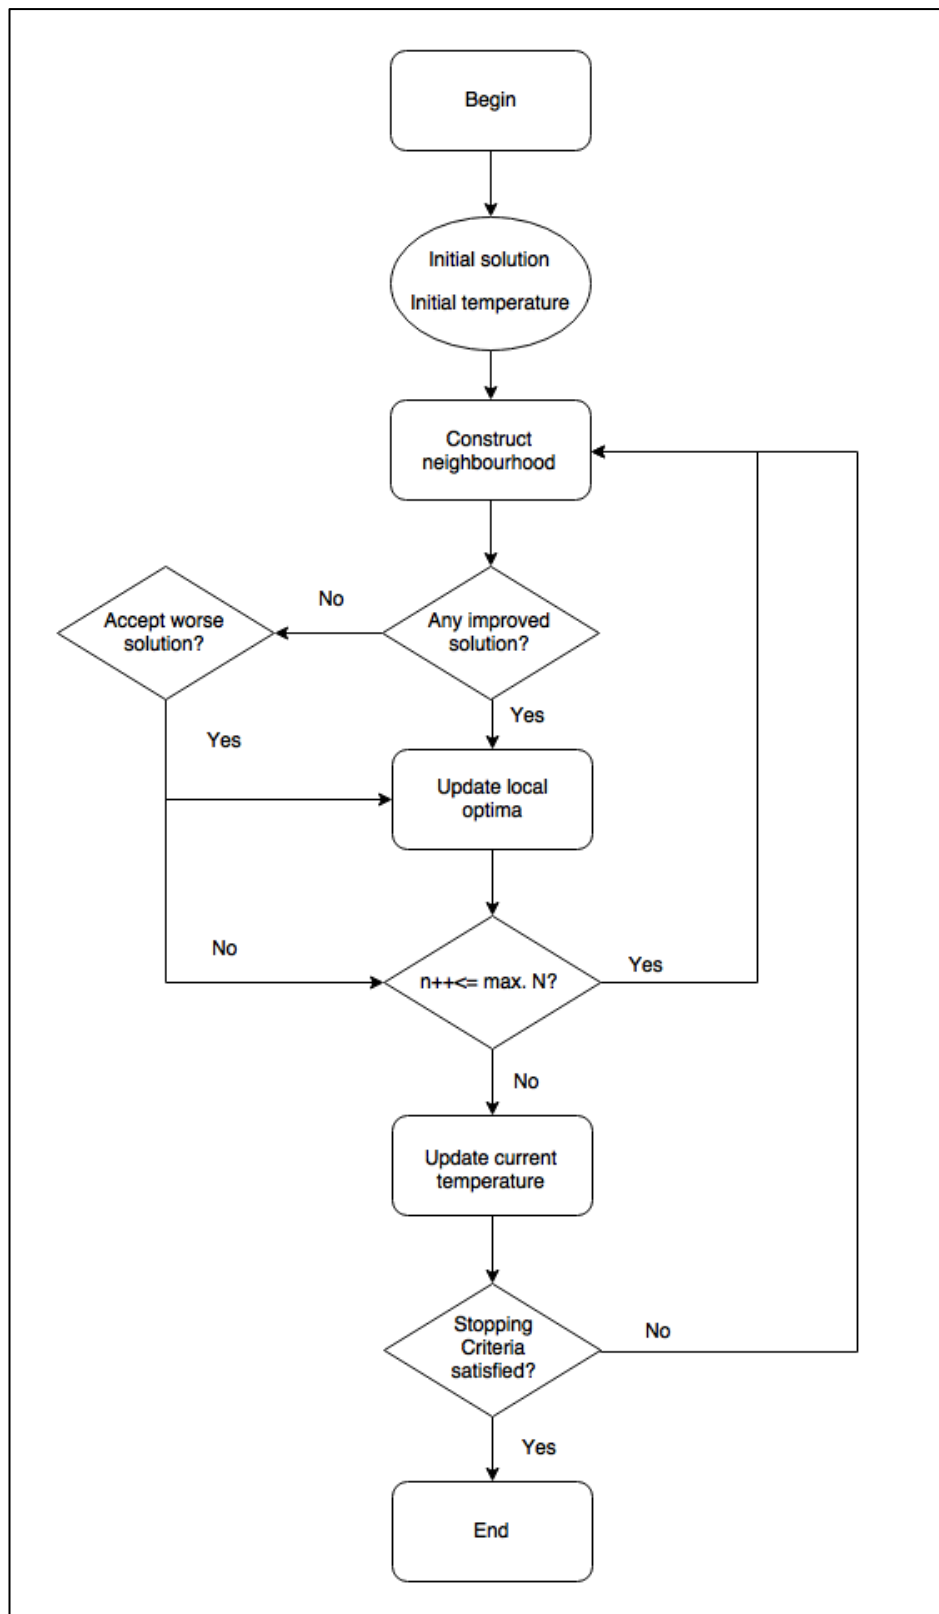 Begin
Initial solution
Initial temperature
Construct
neighbourhood
No
Accept worse
solution?
Any improved
solution?
Yes
Yes
Update local
optima
No
n++<= max. N?
Yes
No
Update current
temperature
Stopping
Criteria
satisfied?
No
Yes
End